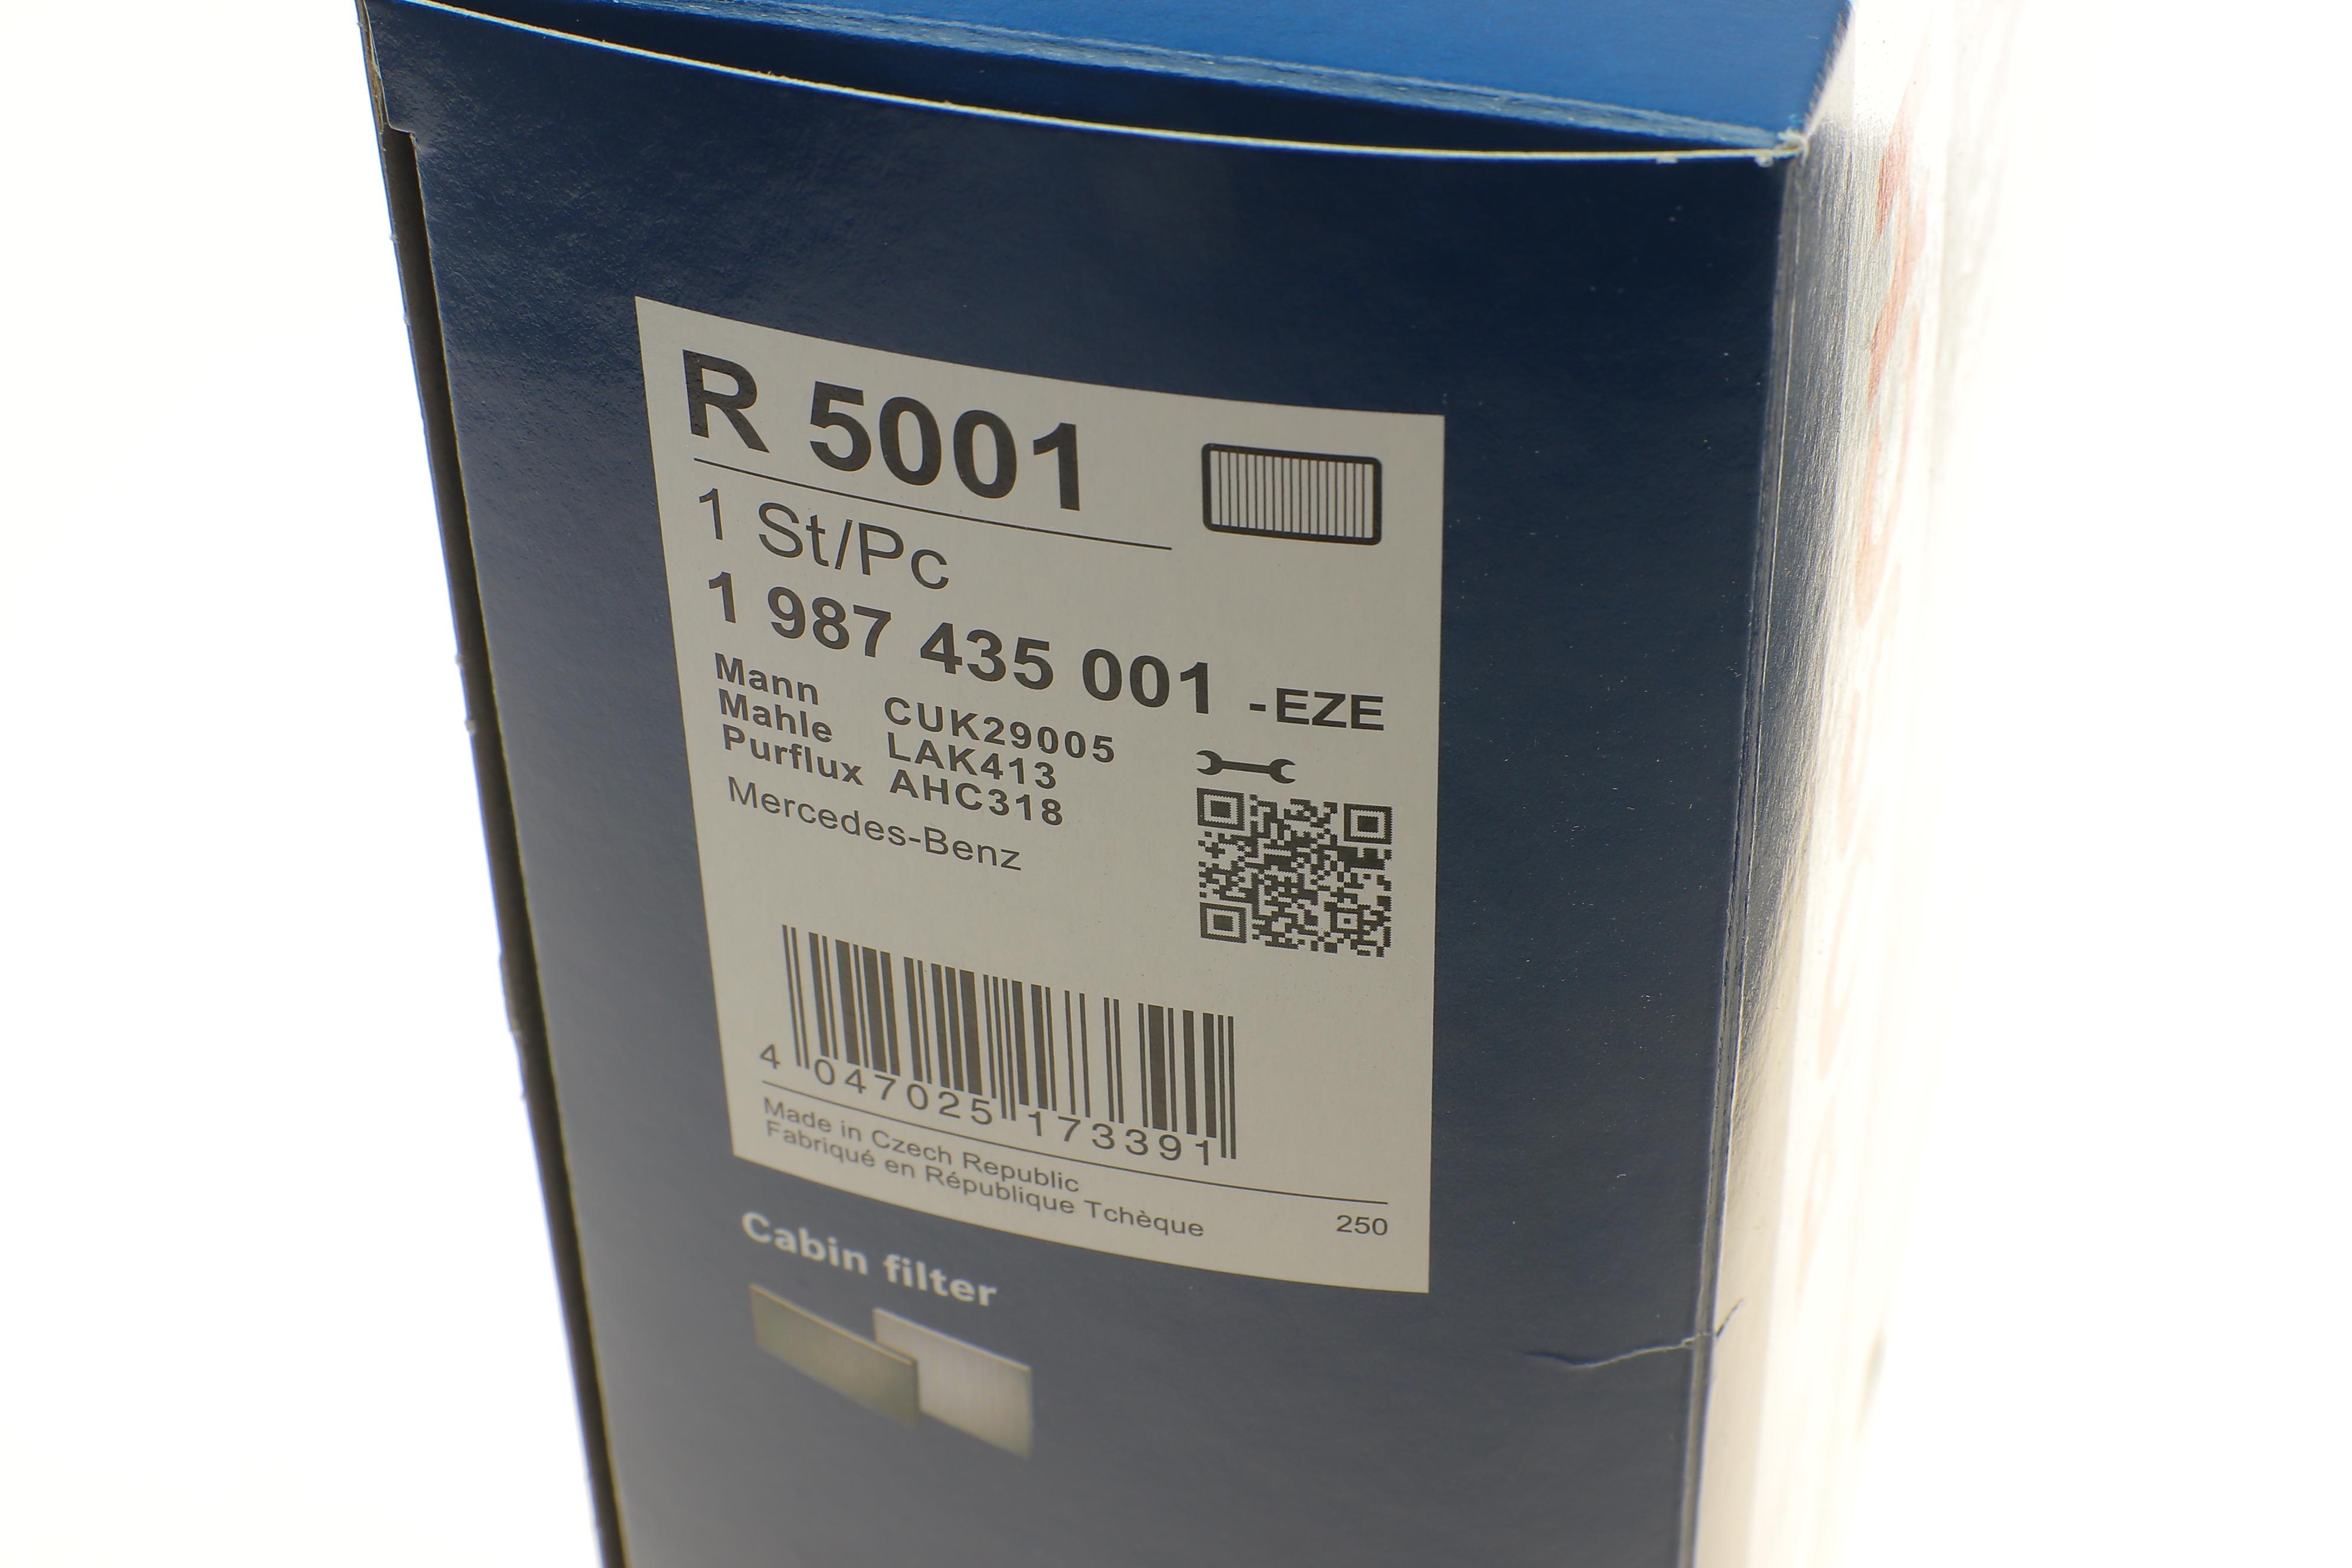 R 5001
1 St/Pc
1 987 435 001 -EZE
Mann CUK29005
Mahle LAK413
Purflux AHC318
Mercedes-Benz
4 047025 173391
Made in Czech Republic
Fabriqué en République Tchèque
250
Cabin filter